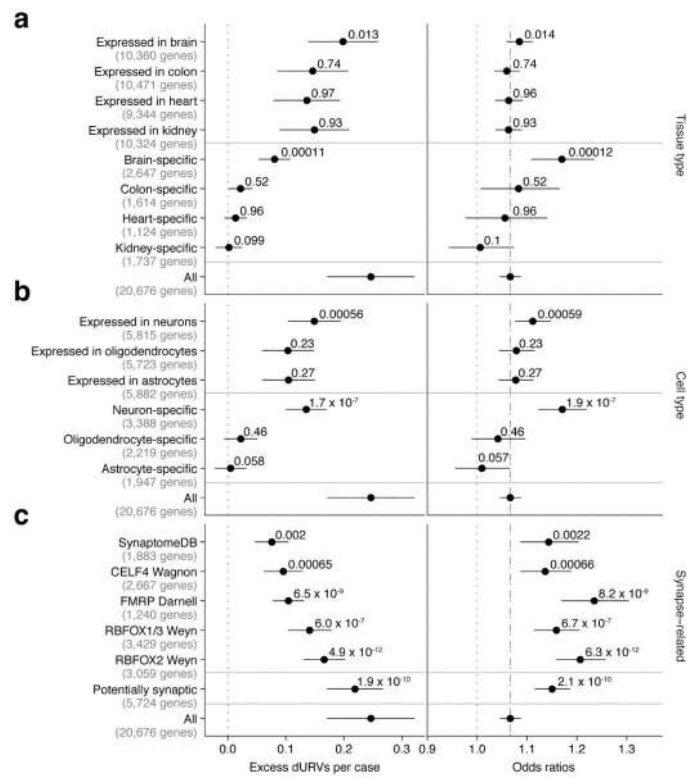 a
Expressed in brain 0.013 0.014
(10,360 genes)
Expressed in colon 0.74 0.74
(10,471 genes)
Expressed in heart 0.97 0.96
(9,344 genes)
Expressed in kidney 0.93 0.93
(10,324 genes)
Brain-specific 0.00011 0.00012
(2,647 genes)
Colon-specific 0.52 0.52
(1,614 genes)
Heart-specific 0.96 0.96
(1,124 genes)
Kidney-specific 0.099 0.1
(1,737 genes)
All
(20,676 genes)
Tissue type
b
Expressed in neurons 0.00056 0.00059
(5,815 genes)
Expressed in oligodendrocytes 0.23 0.23
(5,723 genes)
Expressed in astrocytes 0.27 0.27
(5,882 genes)
Neuron-specific 1.7 x 10⁻⁷ 1.9 x 10⁻⁷
(3,388 genes)
Oligodendrocyte-specific 0.46 0.46
(2,219 genes)
Astrocyte-specific 0.058 0.057
(1,947 genes)
All
(20,676 genes)
Cell type
c
SynaptomeDB 0.002 0.0022
(1,883 genes)
CELF4 Wagnon 0.00065 0.00066
(2,667 genes)
FMRP Darnell 6.5 x 10⁻⁹ 8.2 x 10⁻⁹
(1,240 genes)
RBFOX1/3 Weyn 6.0 x 10⁻⁷ 6.7 x 10⁻⁷
(3,429 genes)
RBFOX2 Weyn 4.9 x 10⁻¹² 6.3 x 10⁻¹²
(3,059 genes)
Potentially synaptic 1.9 x 10⁻¹⁰ 2.1 x 10⁻¹⁰
(5,724 genes)
All
(20,676 genes)
Synapse−related
0.0 0.1 0.2 0.3 0.9 1.0 1.1 1.2 1.3
Excess dURVs per case Odds ratios